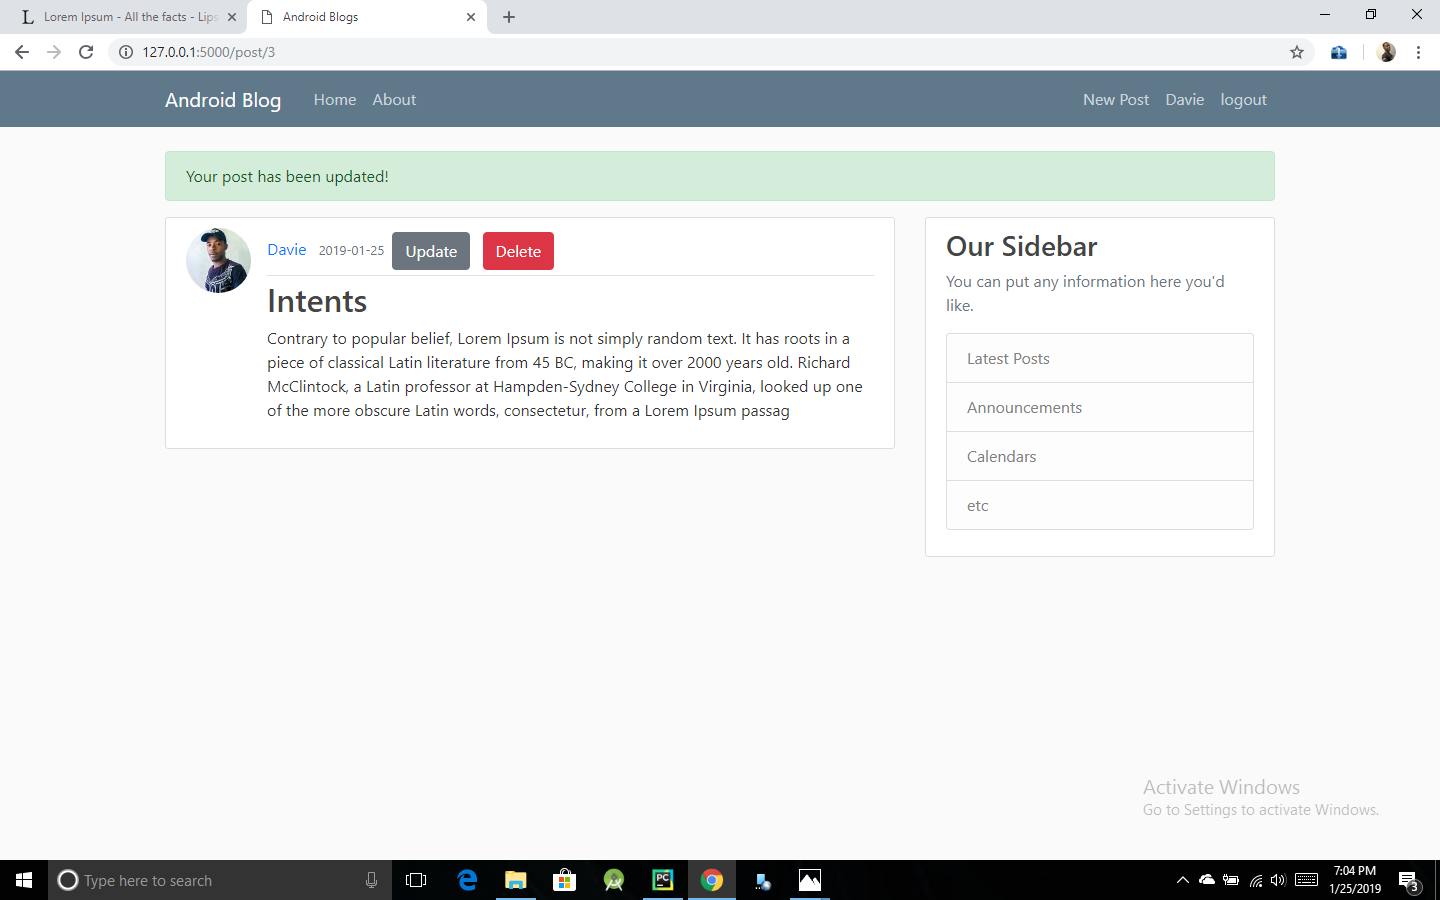 Lorem Ipsum - All the facts - Lips
Android Blogs
127.0.0.1:5000/post/3
Android Blog Home About New Post Davie logout
Your post has been updated!
Davie 2019-01-25 Update Delete
Intents
Contrary to popular belief, Lorem Ipsum is not simply random text. It has roots in a
piece of classical Latin literature from 45 BC, making it over 2000 years old. Richard
McClintock, a Latin professor at Hampden-Sydney College in Virginia, looked up one
of the more obscure Latin words, consectetur, from a Lorem Ipsum passag
Our Sidebar
You can put any information here you'd
like.
Latest Posts
Announcements
Calendars
etc
Activate Windows
Go to Settings to activate Windows.
Type here to search
PC
7:04 PM
1/25/2019
3